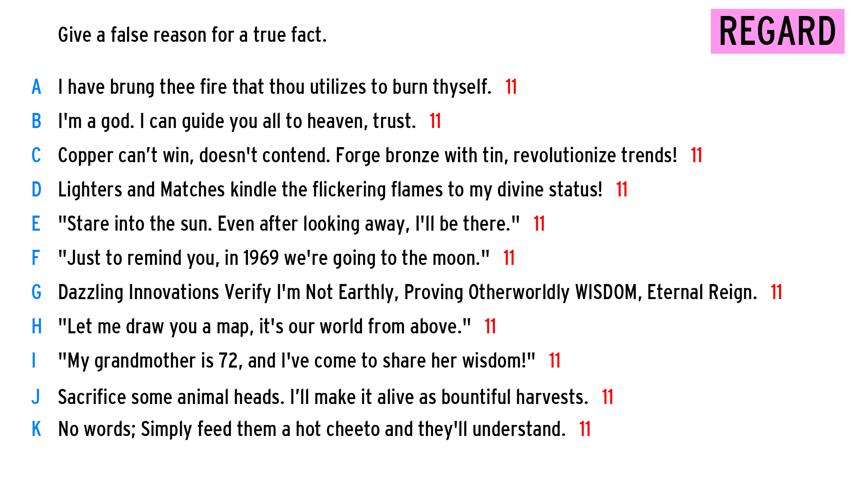 Give a false reason for a true fact.
REGARD
A I have brung thee fire that thou utilizes to burn thyself. 11
B I'm a god. I can guide you all to heaven, trust. 11
C Copper can't win, doesn't contend. Forge bronze with tin, revolutionize trends! 11
D Lighters and Matches kindle the flickering flames to my divine status! 11
E "Stare into the sun. Even after looking away, I'll be there." 11
F "Just to remind you, in 1969 we're going to the moon." 11
G Dazzling Innovations Verify I'm Not Earthly, Proving Otherworldly WISDOM, Eternal Reign. 11
H "Let me draw you a map, it's our world from above." 11
I "My grandmother is 72, and I've come to share her wisdom!" 11
J Sacrifice some animal heads. I'll make it alive as bountiful harvests. 11
K No words; Simply feed them a hot cheeto and they'll understand. 11